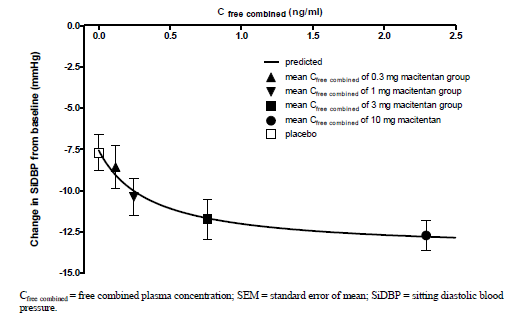 C free combined (ng/ml)
0.0 0.5 1.0 1.5 2.0 2.5
0.0
-2.5
-5.0
-7.5
-10.0
-12.5
-15.0
Change in SiDBP from baseline (mmHg)
predicted
mean Cfree combined of 0.3 mg macitentan group
mean Cfree combined of 1 mg macitentan group
mean Cfree combined of 3 mg macitentan group
mean Cfree combined of 10 mg macitentan
placebo
Cfree combined = free combined plasma concentration; SEM = standard error of mean; SiDBP = sitting diastolic blood
pressure.